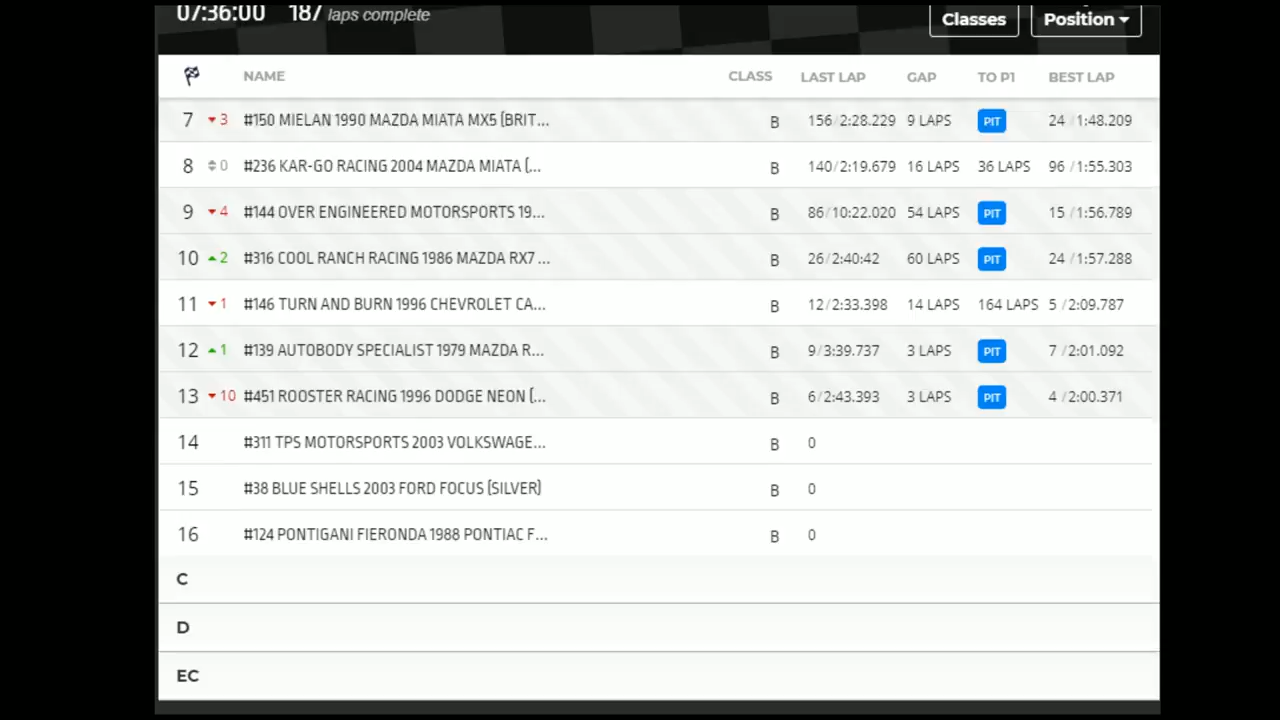 07:36:00 187 laps complete
Classes
Position
NAME CLASS LAST LAP GAP TO P1 BEST LAP
7 3 #150 MIELAN 1990 MAZDA MIATA MX5 (BRIT... B 156/2:28.229 9 LAPS PIT 24 /1:48.209
8 0 #236 KAR-GO RACING 2004 MAZDA MIATA (... B 140/2:19.679 16 LAPS 36 LAPS 96 /1:55.303
9 4 #144 OVER ENGINEERED MOTORSPORTS 19... B 86/10:22.020 54 LAPS PIT 15 /1:56.789
10 2 #316 COOL RANCH RACING 1986 MAZDA RX7 ... B 26/2:40:42 60 LAPS PIT 24 /1:57.288
11 1 #146 TURN AND BURN 1996 CHEVROLET CA... B 12/2:33.398 14 LAPS 164 LAPS 5 /2:09.787
12 1 #139 AUTOBODY SPECIALIST 1979 MAZDA R... B 9/3:39.737 3 LAPS PIT 7 /2:01.092
13 10 #451 ROOSTER RACING 1996 DODGE NEON (... B 6/2:43.393 3 LAPS PIT 4 /2:00.371
14 #311 TPS MOTORSPORTS 2003 VOLKSWAGE... B 0
15 #38 BLUE SHELLS 2003 FORD FOCUS (SILVER) B 0
16 #124 PONTIGANI FIERONDA 1988 PONTIAC F... B 0
C
D
EC